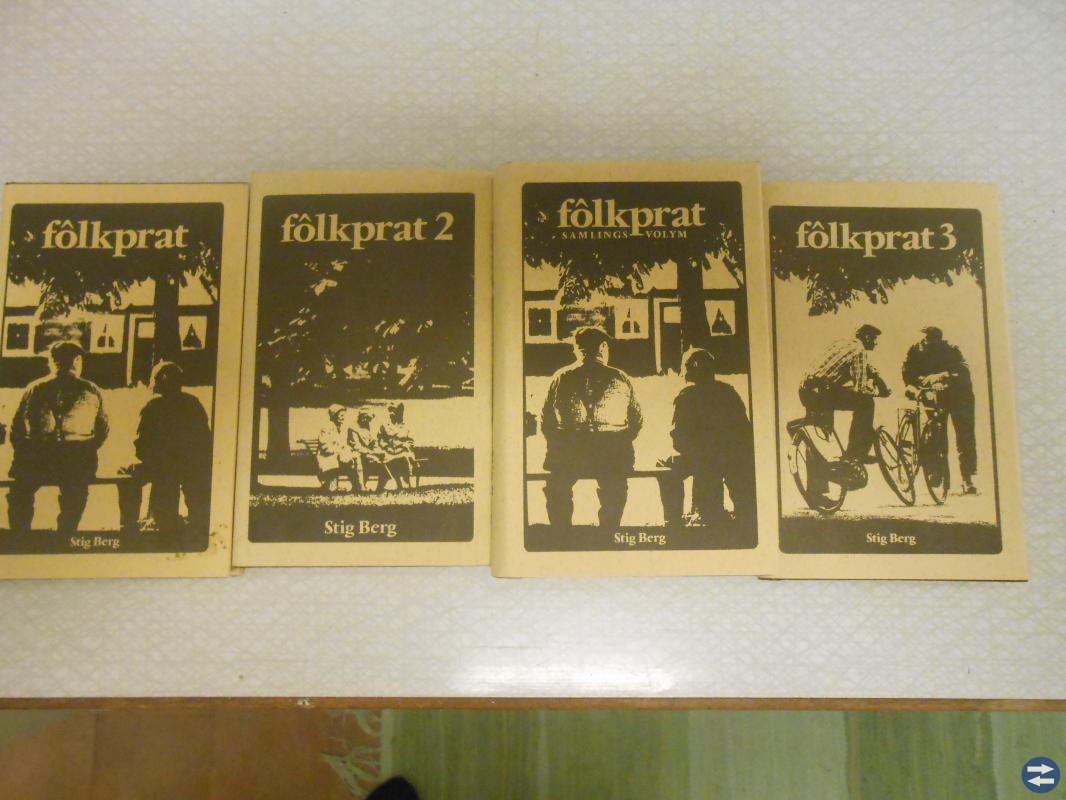 fôlkprat
Stig Berg
fôlkprat 2
Stig Berg
fôlkprat
SAMLINGS VOLYM
Stig Berg
fôlkprat 3
Stig Berg